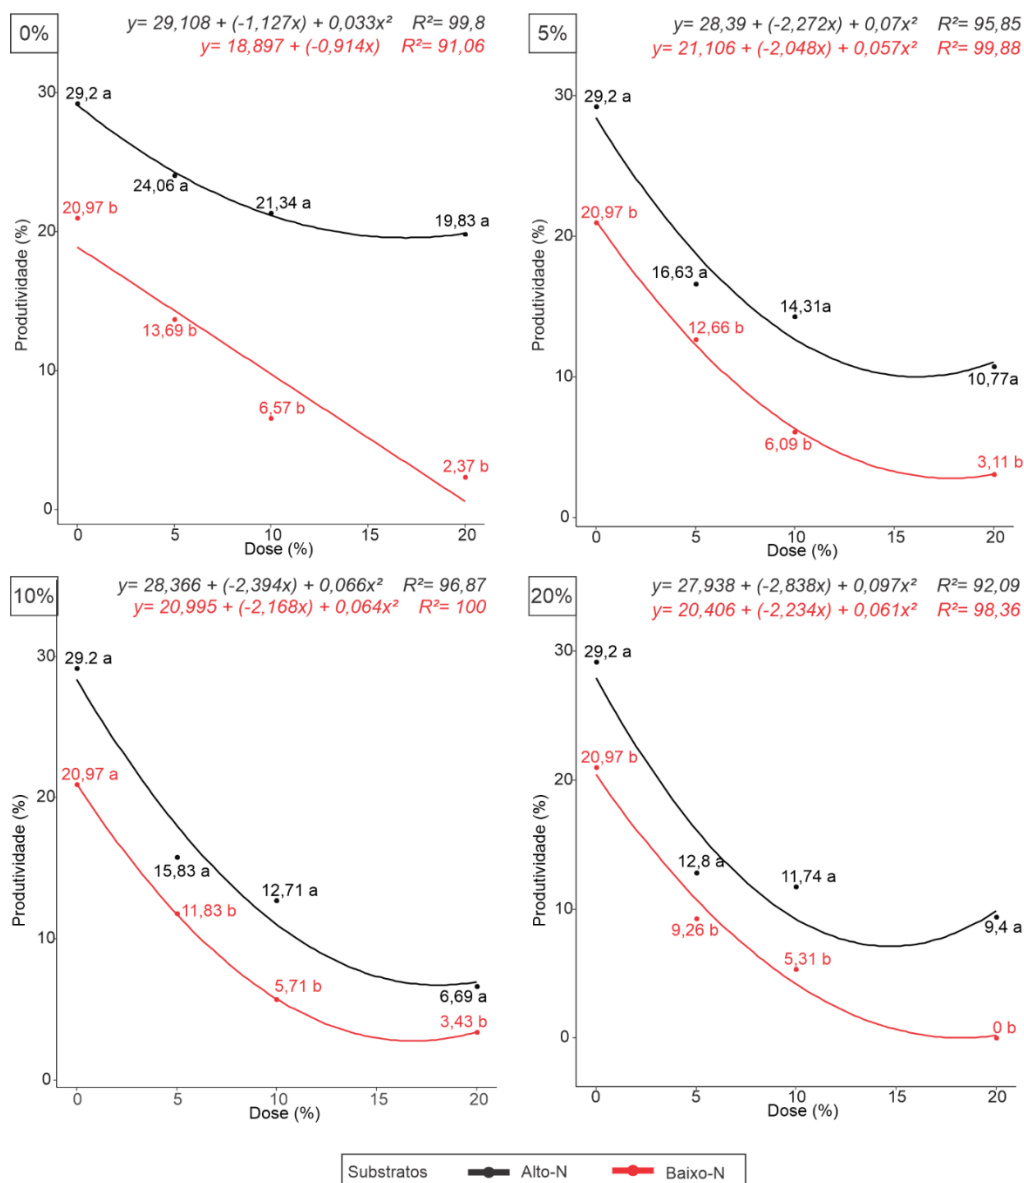 0%
y= 29,108 + (-1,127x) + 0,033x² R²= 99,8
y= 18,897 + (-0,914x) R²= 91,06
Produtividade (%)
30
20
10
0
29,2 a
24,06 a
21,34 a
19,83 a
20,97 b
13,69 b
6,57 b
2,37 b
0 5 10 15 20
Dose (%)
5%
y= 28,39 + (-2,272x) + 0,07x² R²= 95,85
y= 21,106 + (-2,048x) + 0,057x² R²= 99,88
Produtividade (%)
30
20
10
0
29,2 a
16,63 a
14,31a
10,77a
20,97 b
12,66 b
6,09 b
3,11 b
0 5 10 15 20
Dose (%)
10%
y= 28,366 + (-2,394x) + 0,066x² R²= 96,87
y= 20,995 + (-2,168x) + 0,064x² R²= 100
Produtividade (%)
30
20
10
0
29.2 a
15,83 a
12,71 a
6,69 a
20,97 a
11,83 b
5,71 b
3,43 b
0 5 10 15 20
Dose (%)
20%
y= 27,938 + (-2,838x) + 0,097x² R²= 92,09
y= 20,406 + (-2,234x) + 0,061x² R²= 98,36
Produtividade (%)
30
20
10
0
29,2 a
12,8 a
11,74 a
9,4 a
20,97 b
9,26 b
5,31 b
0 b
0 5 10 15 20
Dose (%)
Substratos Alto-N Baixo-N